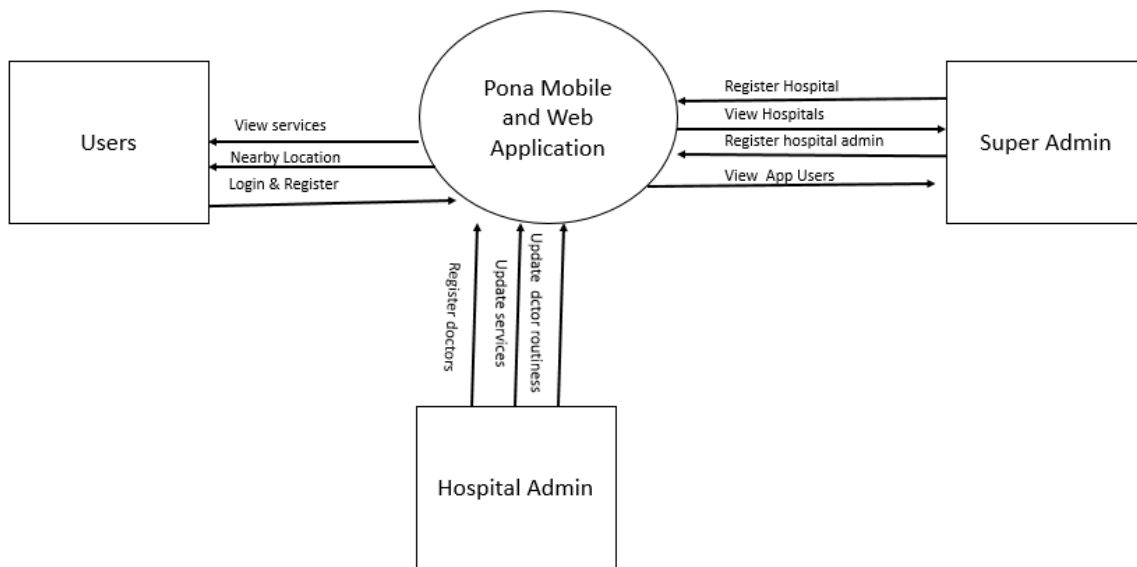 Pona Mobile
and Web
Application
Users
View services
Nearby Location
Login & Register
Register Hospital
View Hospitals
Register hospital admin
View App Users
Super Admin
Register doctors
Update services
Update dctor routiness
Hospital Admin